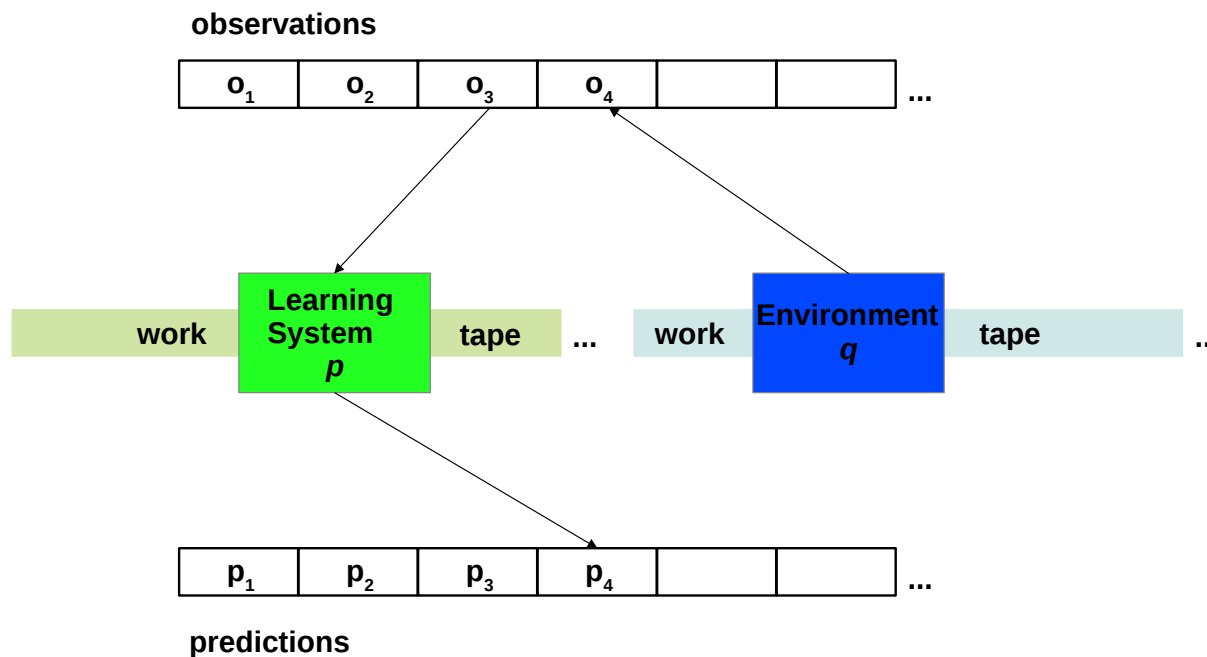 observations
o₁ o₂ o₃ o₄ ...
Learning
System
p
work tape ...
Environment
q
work tape ..
p₁ p₂ p₃ p₄ ...
predictions